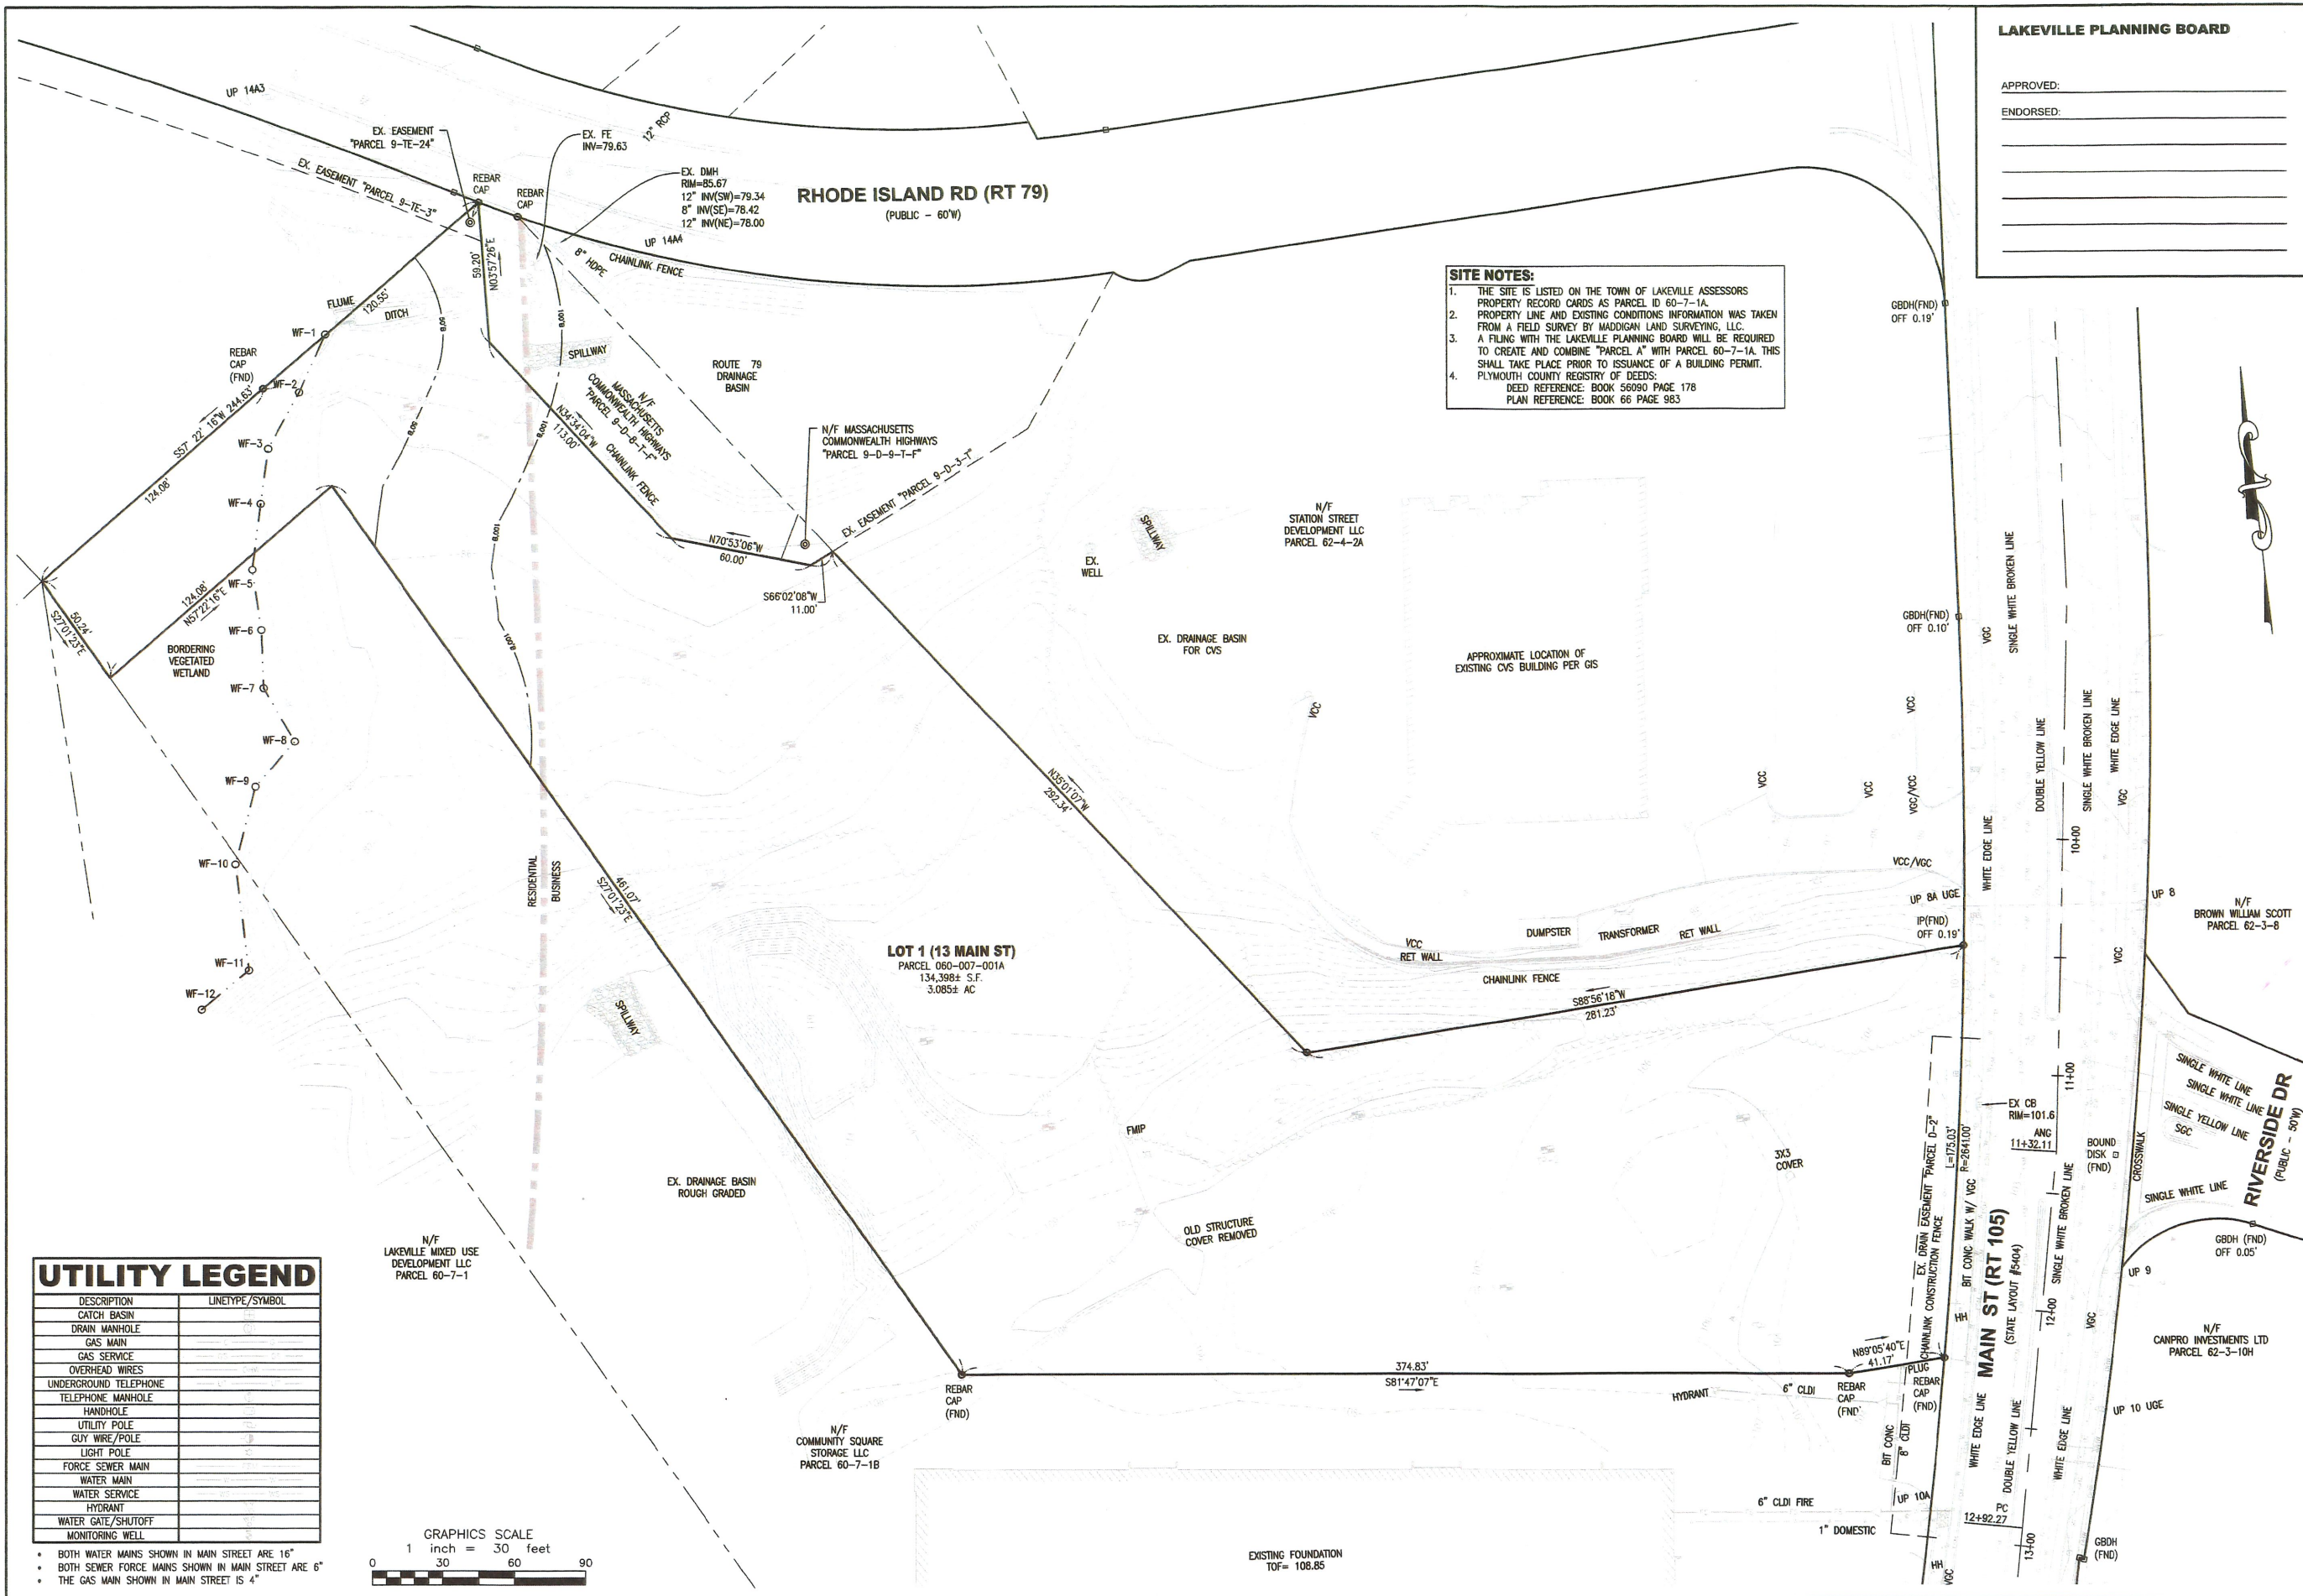 LAKEVILLE PLANNING BOARD
APPROVED:
ENDORSED:
UP 14A3
EX. EASEMENT
"PARCEL 9-TE-24"
EX. EASEMENT "PARCEL 9-TE-3"
REBAR
CAP
REBAR
CAP
EX. FE
INV=79.63
12" RCP
EX. DMH
RIM=85.67
12" INV(SW)=79.34
8" INV(SE)=78.42
12" INV(NE)=78.00
UP 14A4
8" HDPE
CHAINLINK FENCE
RHODE ISLAND RD (RT 79)
(PUBLIC - 60'W)
SITE NOTES:
1. THE SITE IS LISTED ON THE TOWN OF LAKEVILLE ASSESSORS
PROPERTY RECORD CARDS AS PARCEL ID 60-7-1A.
2. PROPERTY LINE AND EXISTING CONDITIONS INFORMATION WAS TAKEN
FROM A FIELD SURVEY BY MADDIGAN LAND SURVEYING, LLC.
3. A FILING WITH THE LAKEVILLE PLANNING BOARD WILL BE REQUIRED
TO CREATE AND COMBINE "PARCEL A" WITH PARCEL 60-7-1A. THIS
SHALL TAKE PLACE PRIOR TO ISSUANCE OF A BUILDING PERMIT.
4. PLYMOUTH COUNTY REGISTRY OF DEEDS:
DEED REFERENCE: BOOK 56090 PAGE 178
PLAN REFERENCE: BOOK 66 PAGE 983
59.20'
N03°57'26"E
FLUME
120.55'
DITCH
50'B
100'B
WF-1
REBAR
CAP
(FND)
WF-2
S57° 22' 16"W 244.63'
124.08'
50'B
100'B
SPILLWAY
ROUTE 79
DRAINAGE
BASIN
N/F
MASSACHUSETTS
COMMONWEALTH HIGHWAYS
"PARCEL 9-D-8-T-F"
N34°34'04"W
113.00'
CHAINLINK FENCE
N/F MASSACHUSETTS
COMMONWEALTH HIGHWAYS
"PARCEL 9-D-9-T-F"
EX. EASEMENT "PARCEL 9-D-3-T"
WF-3
WF-4
WF-5
WF-6
WF-7
WF-8
WF-9
WF-10
WF-11
WF-12
100'B
100'B
N70°53'06"W
60.00'
S66°02'08"W
11.00'
124.08'
N57°22'16"E
50.24'
S27°01'23"E
BORDERING
VEGETATED
WETLAND
EX.
WELL
SPILLWAY
N/F
STATION STREET
DEVELOPMENT LLC
PARCEL 62-4-2A
EX. DRAINAGE BASIN
FOR CVS
APPROXIMATE LOCATION OF
EXISTING CVS BUILDING PER GIS
GBDH(FND)
OFF 0.19'
GBDH(FND)
OFF 0.10'
VGC
SINGLE WHITE BROKEN LINE
VCC
VCC
VCC
VCC
VGC/VCC
DOUBLE YELLOW LINE
SINGLE WHITE BROKEN LINE
WHITE EDGE LINE
VGC
WHITE EDGE LINE
10+00
N35°01'07"W
292.34'
RESIDENTIAL
BUSINESS
461.07'
S27°01'23"E
VCC/VGC
UP 8A UGE
IP(FND)
OFF 0.19'
UP 8
N/F
BROWN WILLIAM SCOTT
PARCEL 62-3-8
LOT 1 (13 MAIN ST)
PARCEL 060-007-001A
134,398± S.F.
3.085± AC
VCC
RET WALL
DUMPSTER
TRANSFORMER
RET WALL
CHAINLINK FENCE
S88°56'18"W
281.23'
VGC
SPILLWAY
11+00
EX CB
RIM=101.6
ANG
11+32.11
BOUND
DISK
(FND)
CROSSWALK
SINGLE WHITE LINE
SINGLE WHITE LINE
SINGLE YELLOW LINE
SGC
SINGLE WHITE LINE
RIVERSIDE DR
(PUBLIC - 50'W)
FMIP
3X3
COVER
EX. DRAIN EASEMENT "PARCEL D-2"
CHAINLINK CONSTRUCTION FENCE
L=175.03'
R=2641.00'
BIT CONC WALK W/ VGC
EX. DRAINAGE BASIN
ROUGH GRADED
OLD STRUCTURE
COVER REMOVED
HH
MAIN ST (RT 105)
(STATE LAYOUT #5404)
SINGLE WHITE BROKEN LINE
12+00
GBDH (FND)
OFF 0.05'
UP 9
VGC
N/F
CANPRO INVESTMENTS LTD
PARCEL 62-3-10H
N/F
LAKEVILLE MIXED USE
DEVELOPMENT LLC
PARCEL 60-7-1
N89°05'40"E
41.17'
374.83'
S81°47'07"E
REBAR
CAP
(FND)
HYDRANT
6" CLDI
REBAR
CAP
(FND)
PLUG
REBAR
CAP
(FND)
WHITE EDGE LINE
DOUBLE YELLOW LINE
WHITE EDGE LINE
UP 10 UGE
BIT CONC
8" CLDI
N/F
COMMUNITY SQUARE
STORAGE LLC
PARCEL 60-7-1B
6" CLDI FIRE
UP 10A
1" DOMESTIC
PC
12+92.27
13+00
HH
VGC
GBDH
(FND)
EXISTING FOUNDATION
TOF= 108.85
UTILITY LEGEND
DESCRIPTION LINETYPE/SYMBOL
CATCH BASIN
DRAIN MANHOLE
GAS MAIN
GAS SERVICE
OVERHEAD WIRES
UNDERGROUND TELEPHONE
TELEPHONE MANHOLE
HANDHOLE
UTILITY POLE
GUY WIRE/POLE
LIGHT POLE
FORCE SEWER MAIN
WATER MAIN
WATER SERVICE
HYDRANT
WATER GATE/SHUTOFF
MONITORING WELL
• BOTH WATER MAINS SHOWN IN MAIN STREET ARE 16"
• BOTH SEWER FORCE MAINS SHOWN IN MAIN STREET ARE 6"
• THE GAS MAIN SHOWN IN MAIN STREET IS 4"
GRAPHICS SCALE
1 inch = 30 feet
0 30 60 90